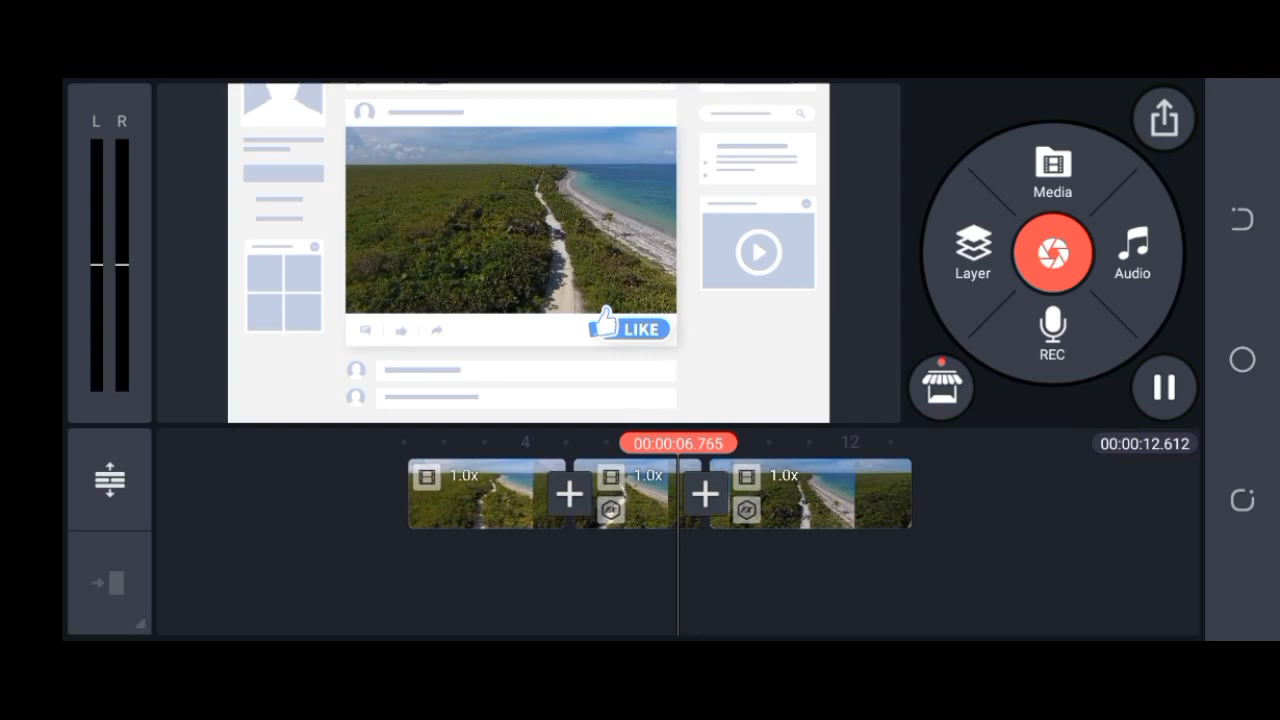 L R
Media
Layer
Audio
REC
LIKE
4
00:00:06.765
12
00:00:12.612
1.0x
1.0x
1.0x